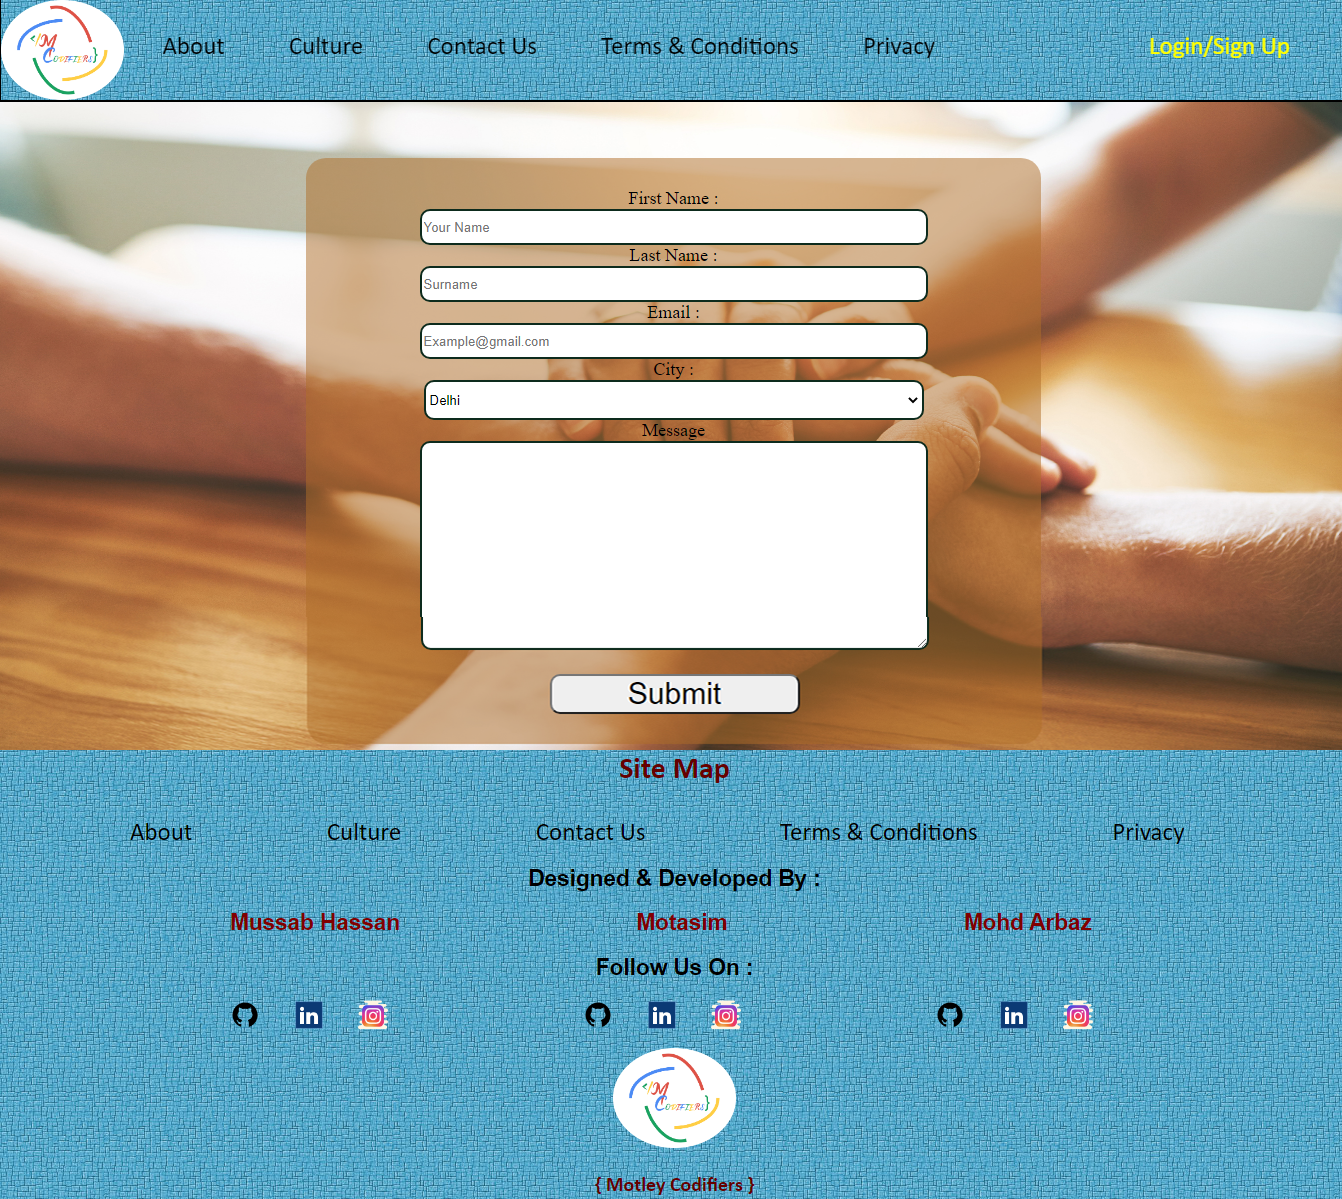 </M
CODIFIERS}
About Culture Contact Us Terms & Conditions Privacy Login/Sign Up
First Name :
Your Name
Last Name :
Surname
Email :
Example@gmail.com
City :
Delhi
Message
Submit
Site Map
About Culture Contact Us Terms & Conditions Privacy
Designed & Developed By :
Mussab Hassan Motasim Mohd Arbaz
Follow Us On :
in in in
</M
CODIFIERS}
{ Motley Codifiers }